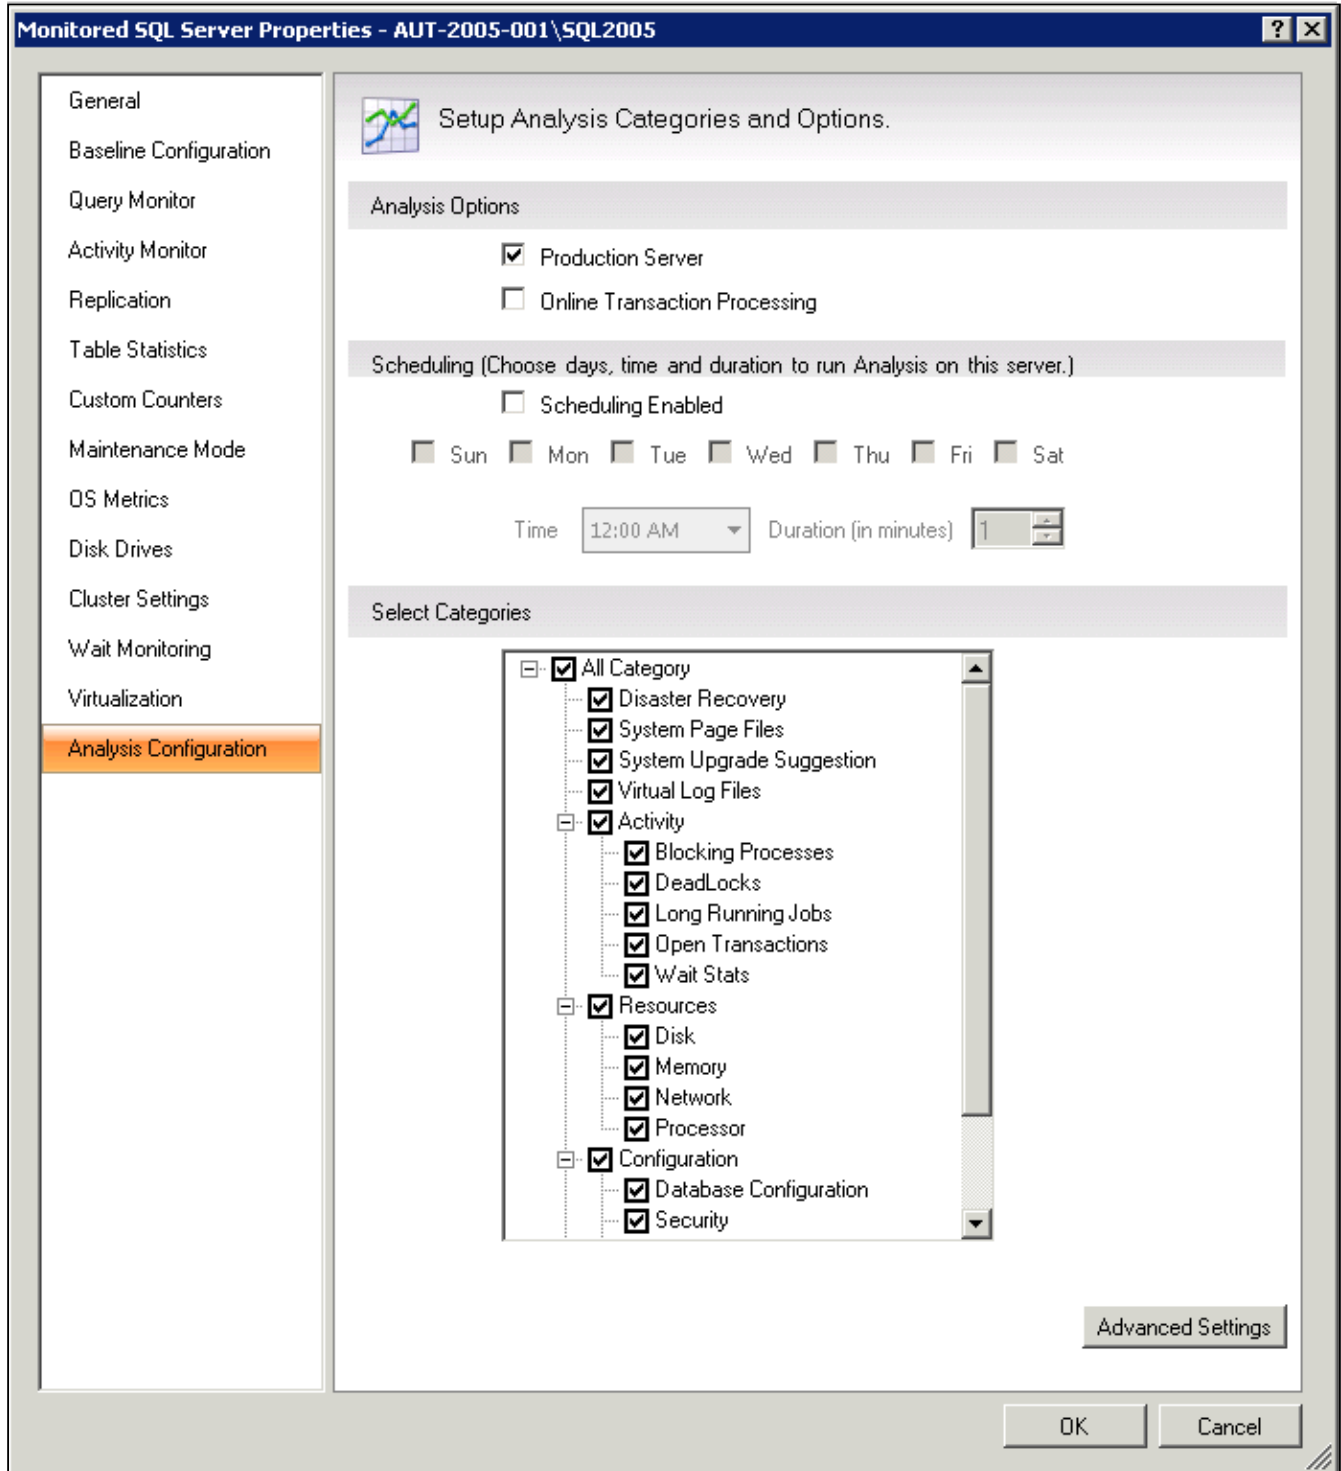 Monitored SQL Server Properties - AUT-2005-001\SQL2005
General
Baseline Configuration
Query Monitor
Activity Monitor
Replication
Table Statistics
Custom Counters
Maintenance Mode
OS Metrics
Disk Drives
Cluster Settings
Wait Monitoring
Virtualization
Analysis Configuration
Setup Analysis Categories and Options.
Analysis Options
Production Server
Online Transaction Processing
Scheduling (Choose days, time and duration to run Analysis on this server.)
Scheduling Enabled
Sun Mon Tue Wed Thu Fri Sat
Time 12:00 AM Duration (in minutes) 1
Select Categories
All Category
Disaster Recovery
System Page Files
System Upgrade Suggestion
Virtual Log Files
Activity
Blocking Processes
DeadLocks
Long Running Jobs
Open Transactions
Wait Stats
Resources
Disk
Memory
Network
Processor
Configuration
Database Configuration
Security
Advanced Settings
OK Cancel